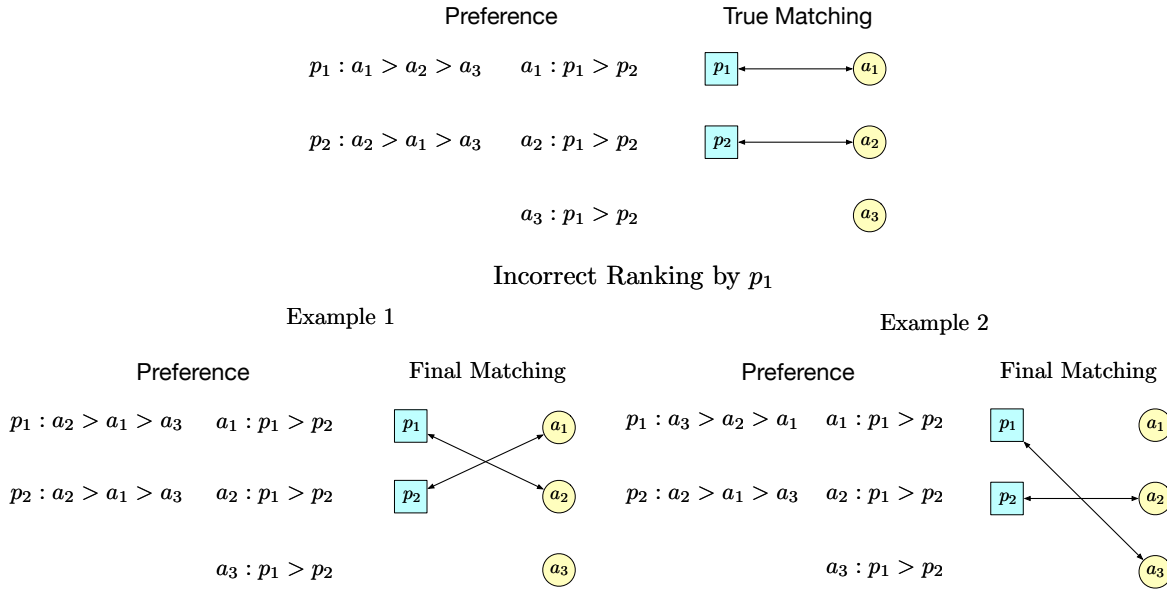 Preference True Matching
p₁ : a₁ > a₂ > a₃ a₁ : p₁ > p₂ p₁ a₁
p₂ : a₂ > a₁ > a₃ a₂ : p₁ > p₂ p₂ a₂
a₃ : p₁ > p₂ a₃
Incorrect Ranking by p₁
Example 1
Preference Final Matching
p₁ : a₂ > a₁ > a₃ a₁ : p₁ > p₂ p₁ a₁
p₂ : a₂ > a₁ > a₃ a₂ : p₁ > p₂ p₂ a₂
a₃ : p₁ > p₂ a₃
Example 2
Preference Final Matching
p₁ : a₃ > a₂ > a₁ a₁ : p₁ > p₂ p₁ a₁
p₂ : a₂ > a₁ > a₃ a₂ : p₁ > p₂ p₂ a₂
a₃ : p₁ > p₂ a₃